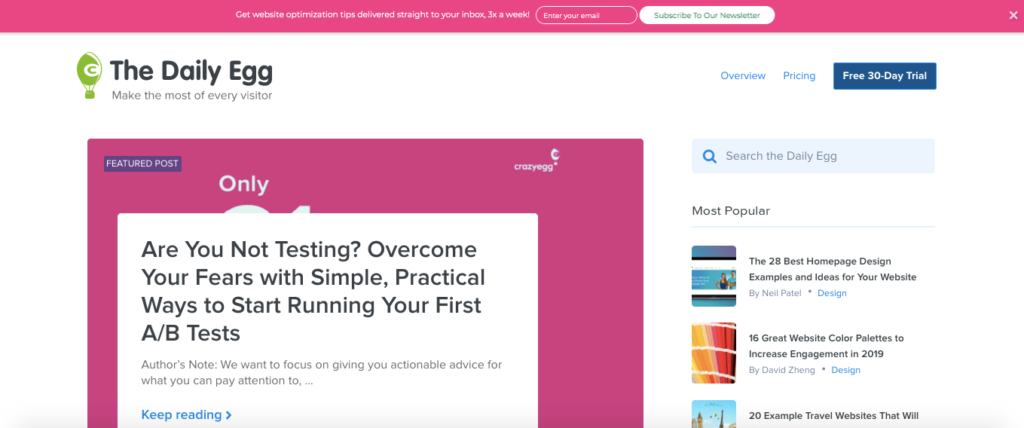 Get website optimization tips delivered straight to your inbox, 3x a week!
Enter your email
Subscribe To Our Newsletter
×
The Daily Egg
Make the most of every visitor
Overview
Pricing
Free 30-Day Trial
FEATURED POST
crazyegg
Only
Are You Not Testing? Overcome
Your Fears with Simple, Practical
Ways to Start Running Your First
A/B Tests
Author's Note: We want to focus on giving you actionable advice for
what you can pay attention to, ...
Keep reading >
Search the Daily Egg
Most Popular
The 28 Best Homepage Design
Examples and Ideas for Your Website
By Neil Patel • Design
16 Great Website Color Palettes to
Increase Engagement in 2019
By David Zheng • Design
20 Example Travel Websites That Will